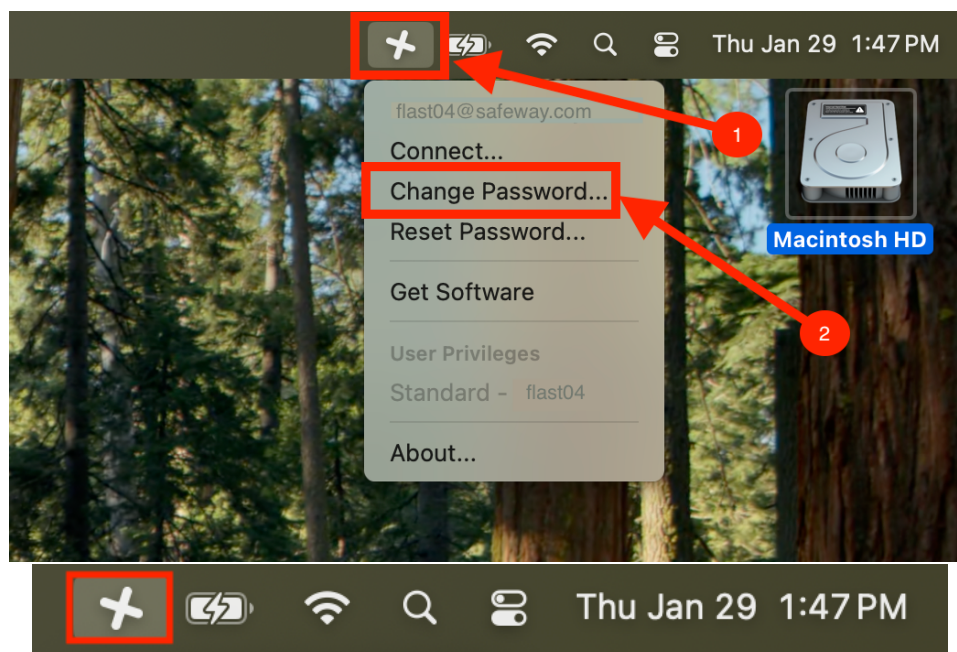 Thu Jan 29 1:47 PM
flast04@safeway.com
Connect...
1
Change Password...
Reset Password...
Macintosh HD
Get Software
2
User Privileges
Standard - flast04
About...
Thu Jan 29 1:47 PM